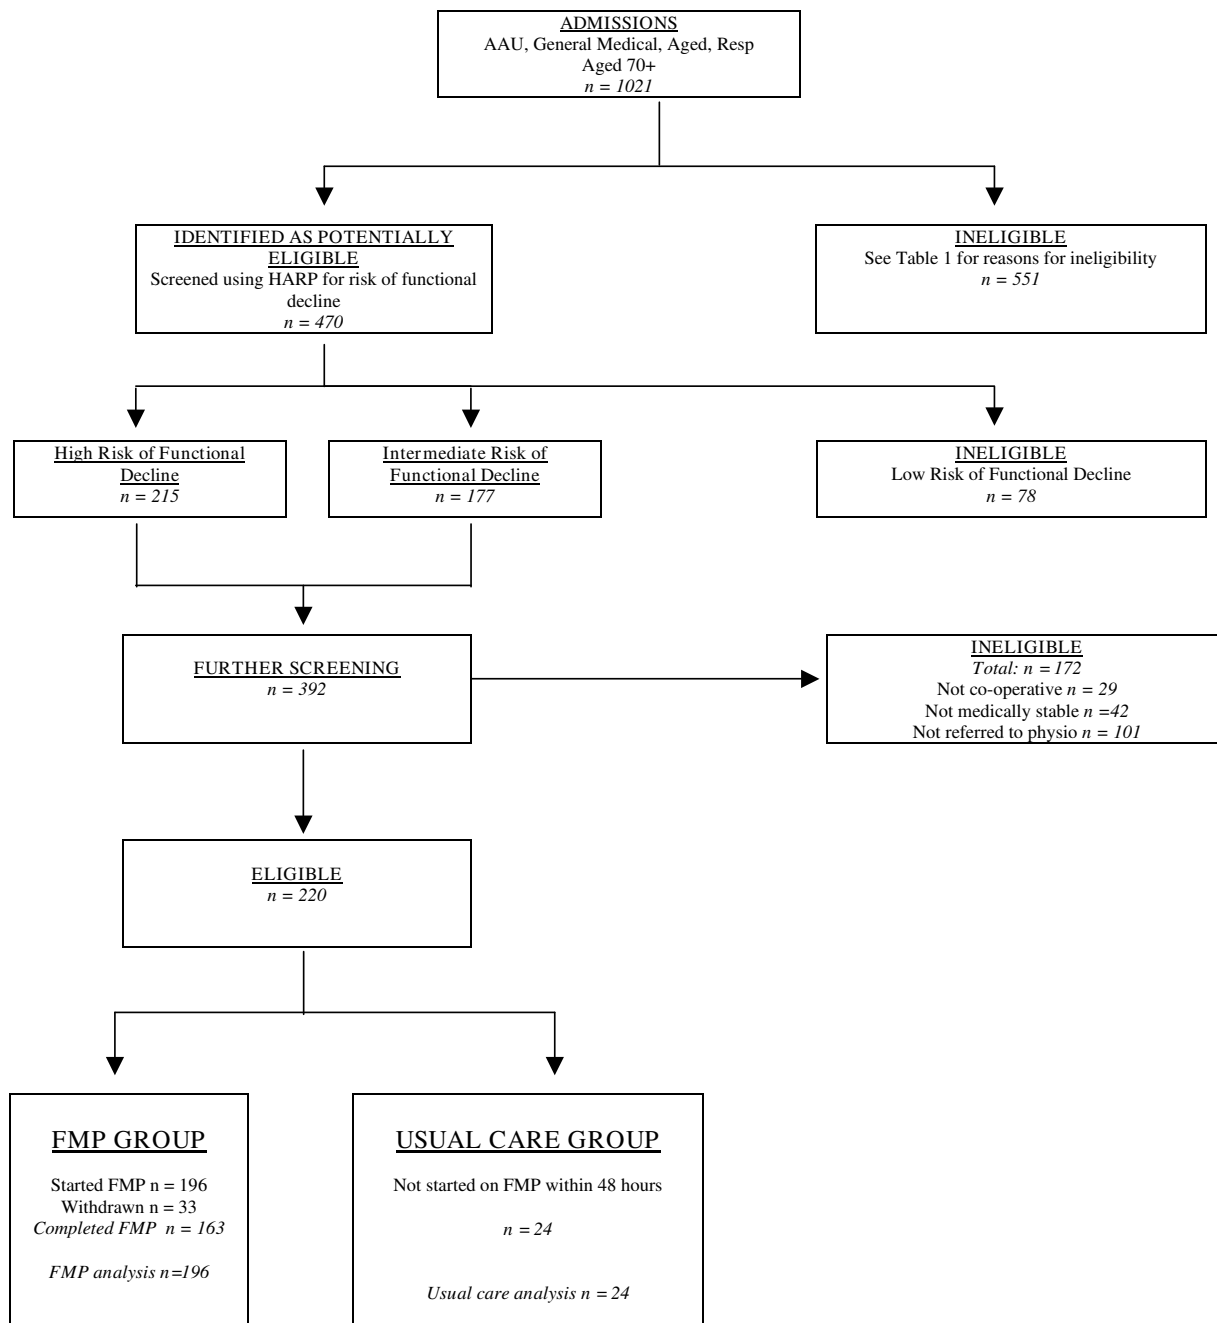 ADMISSIONS
AAU, General Medical, Aged, Resp
Aged 70+
n = 1021
IDENTIFIED AS POTENTIALLY
ELIGIBLE
Screened using HARP for risk of functional
decline
n = 470
INELIGIBLE
See Table 1 for reasons for ineligibility
n = 551
High Risk of Functional
Decline
n = 215
Intermediate Risk of
Functional Decline
n = 177
INELIGIBLE
Low Risk of Functional Decline
n = 78
FURTHER SCREENING
n = 392
INELIGIBLE
Total: n = 172
Not co-operative n = 29
Not medically stable n =42
Not referred to physio n = 101
ELIGIBLE
n = 220
FMP GROUP
Started FMP n = 196
Withdrawn n = 33
Completed FMP n = 163
FMP analysis n=196
USUAL CARE GROUP
Not started on FMP within 48 hours
n = 24
Usual care analysis n = 24